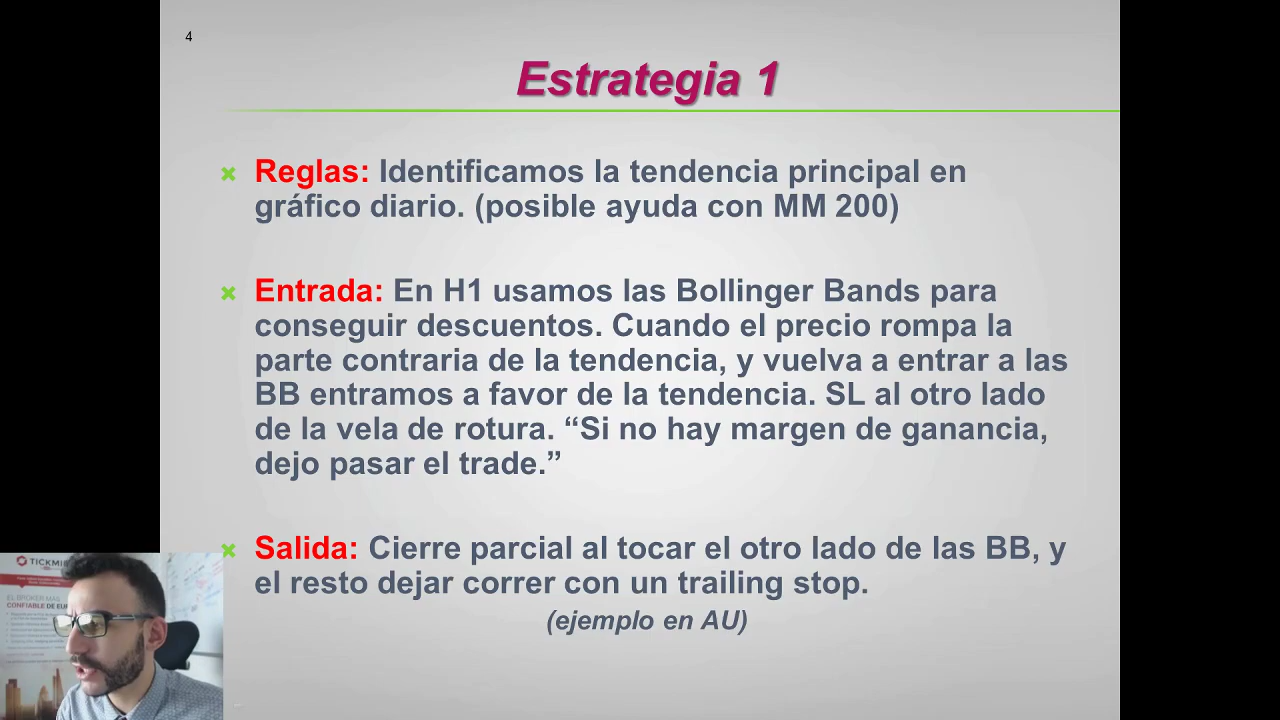 4
Estrategia 1
Reglas: Identificamos la tendencia principal en
gráfico diario. (posible ayuda con MM 200)
Entrada: En H1 usamos las Bollinger Bands para
conseguir descuentos. Cuando el precio rompa la
parte contraria de la tendencia, y vuelva a entrar a las
BB entramos a favor de la tendencia. SL al otro lado
de la vela de rotura. “Si no hay margen de ganancia,
dejo pasar el trade.”
Salida: Cierre parcial al tocar el otro lado de las BB, y
el resto dejar correr con un trailing stop.
(ejemplo en AU)
TICKMI
EL BROKER MAS
CONFIABLE DE EU